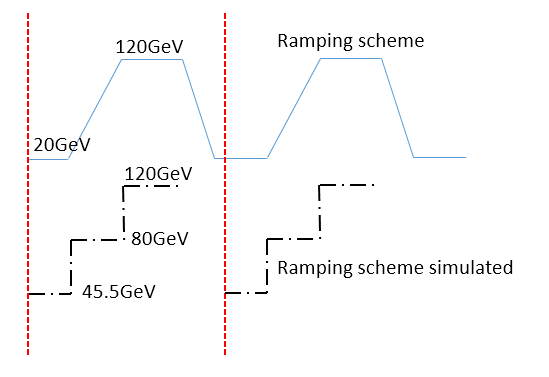 120GeV
Ramping scheme
20GeV
120GeV
80GeV
Ramping scheme simulated
45.5GeV